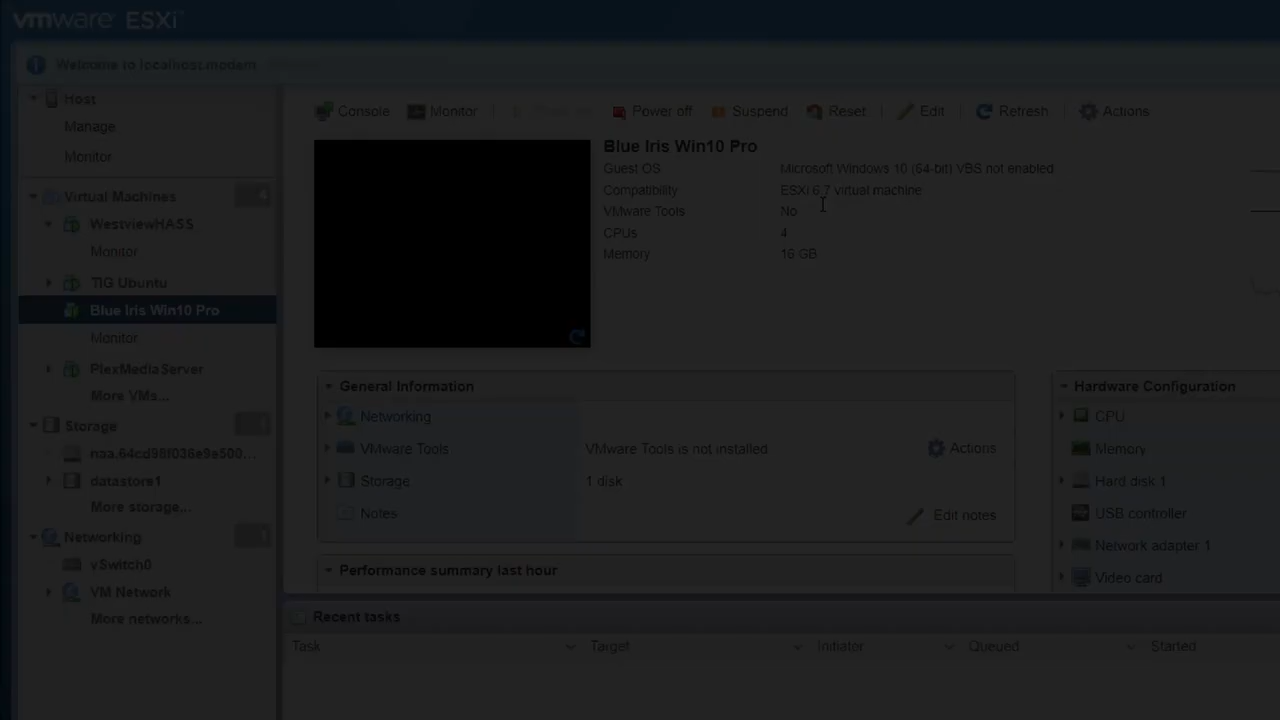 vmware ESXi
Welcome to localhost.modem
Host
Manage
Monitor
Virtual Machines
WestviewHASS
Monitor
TIG Ubuntu
Blue Iris Win10 Pro
Monitor
PlexMediaServer
More VMs...
Storage
naa.64cd98f036e9a500...
datastore1
More storage...
Networking
vSwitch0
VM Network
More networks...
Console Monitor Power off Suspend Reset Edit Refresh Actions
Blue Iris Win10 Pro
Guest OS Microsoft Windows 10 (64-bit) VBS not enabled
Compatibility ESXi 6.7 virtual machine
VMware Tools No
CPUs 4
Memory 16 GB
General Information
Networking
VMware Tools VMware Tools is not installed Actions
Storage 1 disk
Notes Edit notes
Performance summary last hour
Hardware Configuration
CPU
Memory
Hard disk 1
USB controller
Network adapter 1
Video card
Recent tasks
Task Target Initiator Queued Started